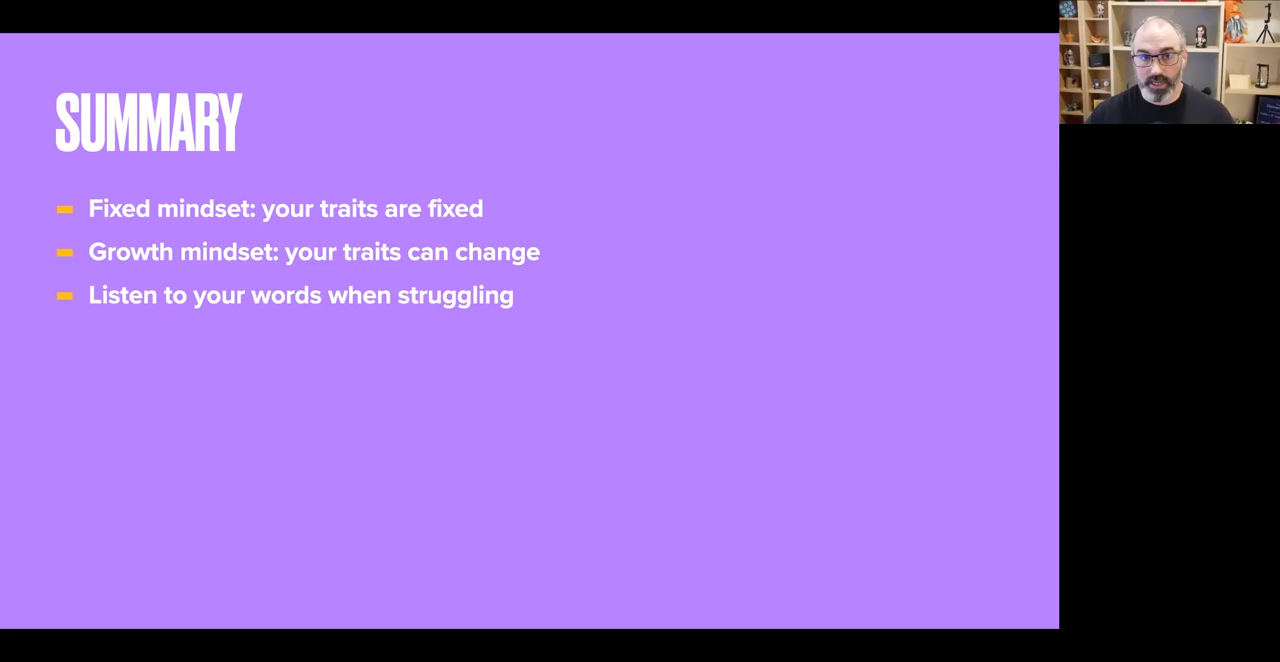 SUMMARY
Fixed mindset: your traits are fixed
Growth mindset: your traits can change
Listen to your words when struggling